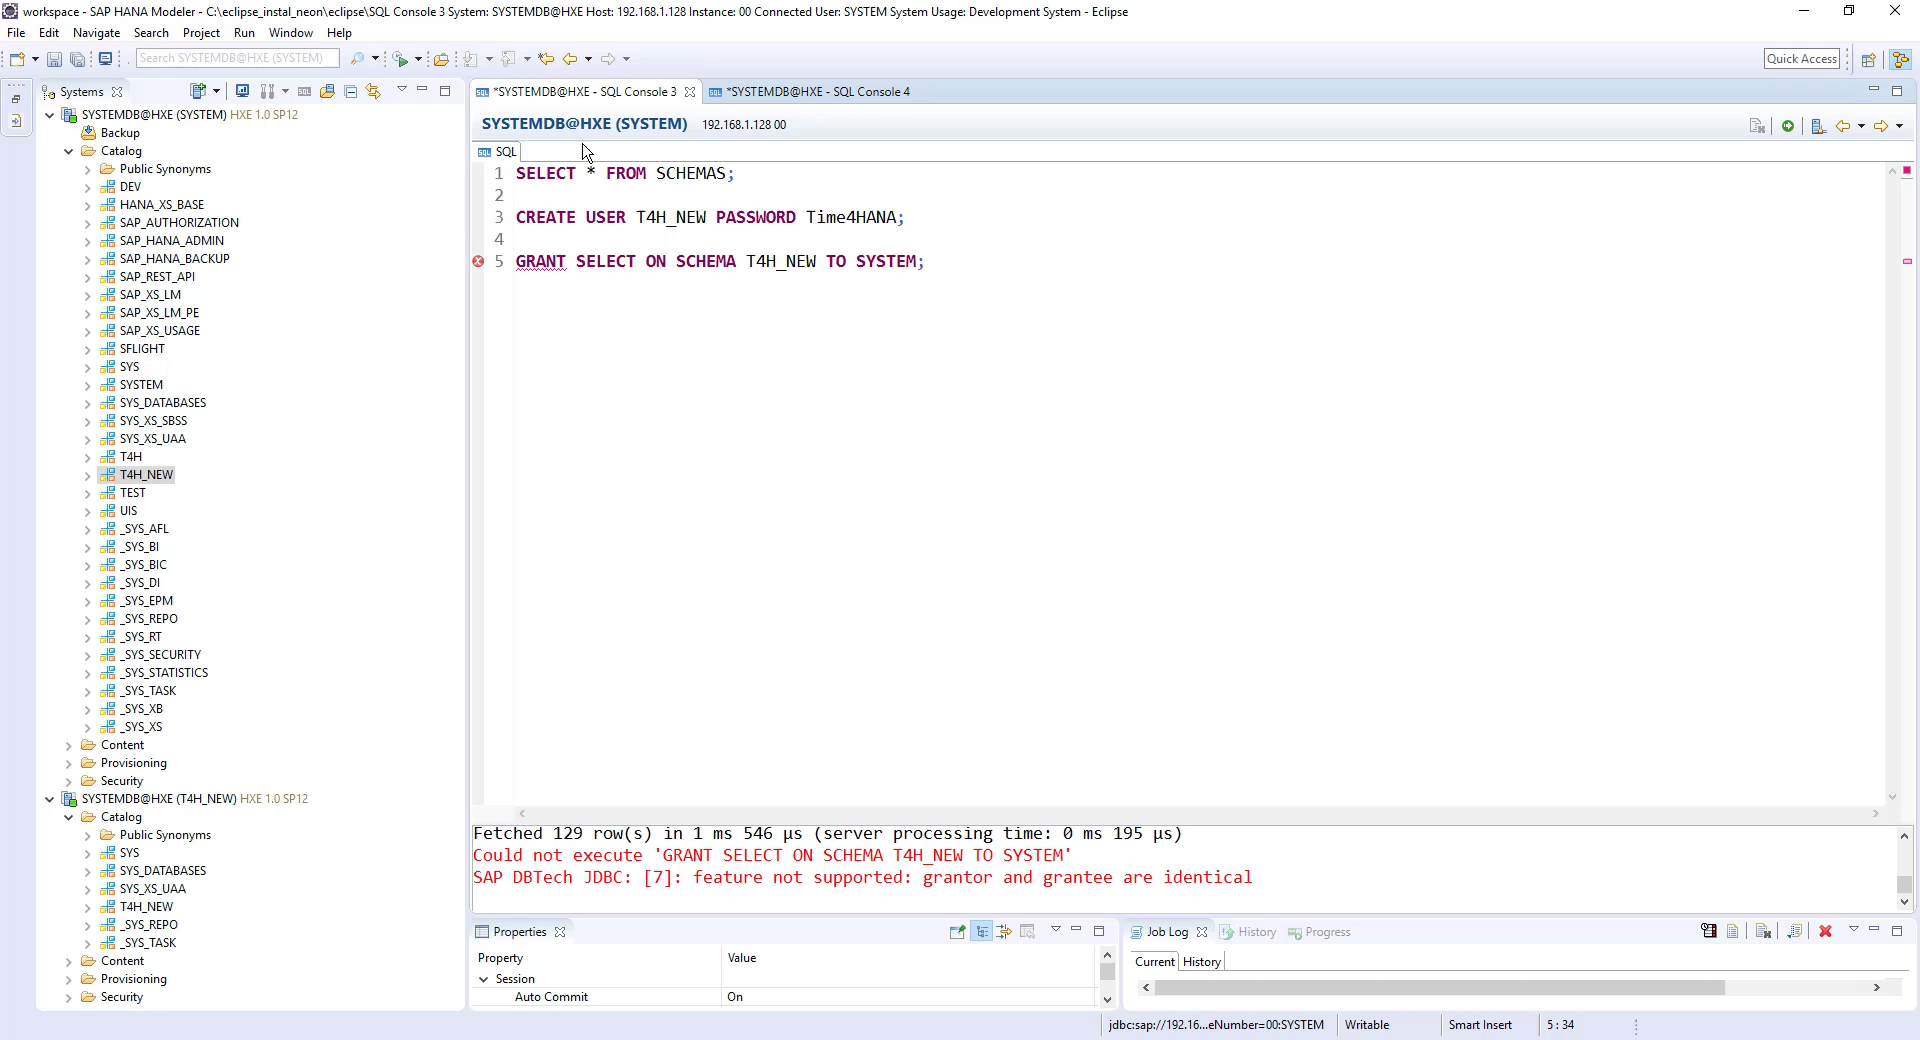 workspace - SAP HANA Modeler - C:\eclipse_instal_neon\eclipse\SQL Console 3 System: SYSTEMDB@HXE Host: 192.168.1.128 Instance: 00 Connected User: SYSTEM System Usage: Development System - Eclipse
File Edit Navigate Search Project Run Window Help
Search SYSTEMDB@HXE (SYSTEM)
Quick Access
Systems
SYSTEMDB@HXE (SYSTEM) HXE 1.0 SP12
Backup
Catalog
Public Synonyms
DEV
HANA_XS_BASE
SAP_AUTHORIZATION
SAP_HANA_ADMIN
SAP_HANA_BACKUP
SAP_REST_API
SAP_XS_LM
SAP_XS_LM_PE
SAP_XS_USAGE
SFLIGHT
SYS
SYSTEM
SYS_DATABASES
SYS_XS_SBSS
SYS_XS_UAA
T4H
T4H_NEW
TEST
UIS
_SYS_AFL
_SYS_BI
_SYS_BIC
_SYS_DI
_SYS_EPM
_SYS_REPO
_SYS_RT
_SYS_SECURITY
_SYS_STATISTICS
_SYS_TASK
_SYS_XB
_SYS_XS
Content
Provisioning
Security
SYSTEMDB@HXE (T4H_NEW) HXE 1.0 SP12
Catalog
Public Synonyms
SYS
SYS_DATABASES
SYS_XS_UAA
T4H_NEW
_SYS_REPO
_SYS_TASK
Content
Provisioning
Security
*SYSTEMDB@HXE - SQL Console 3
*SYSTEMDB@HXE - SQL Console 4
SYSTEMDB@HXE (SYSTEM) 192.168.1.128 00
SQL
1 SELECT * FROM SCHEMAS;
2
3 CREATE USER T4H_NEW PASSWORD Time4HANA;
4
5 GRANT SELECT ON SCHEMA T4H_NEW TO SYSTEM;
Fetched 129 row(s) in 1 ms 546 µs (server processing time: 0 ms 195 µs)
Could not execute 'GRANT SELECT ON SCHEMA T4H_NEW TO SYSTEM'
SAP DBTech JDBC: [7]: feature not supported: grantor and grantee are identical
Properties
Property Value
Session
Auto Commit On
Job Log History Progress
Current History
jdbc:sap://192.16...eNumber=00:SYSTEM Writable Smart Insert 5 : 34